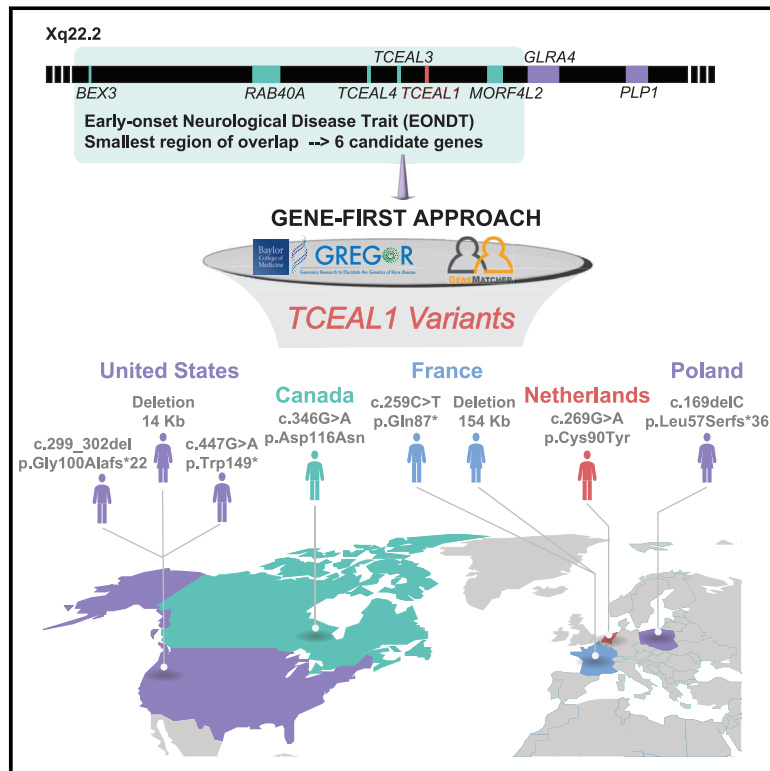 Xq22.2
TCEAL3
GLRA4
BEX3
RAB40A
TCEAL4
TCEAL1
MORF4L2
PLP1
Early-onset Neurological Disease Trait (EONDT)
Smallest region of overlap --> 6 candidate genes
GENE-FIRST APPROACH
Baylor
College of
Medicine
GREGOR
Genomics Research to Elucidate the Genetics of Rare disease
GENEMATCHER
TCEAL1 Variants
United States
Canada
France
Netherlands
Poland
Deletion
14 Kb
c.346G>A
p.Asp116Asn
c.259C>T
p.Gln87*
Deletion
154 Kb
c.269G>A
p.Cys90Tyr
c.169delC
p.Leu57Serfs*36
c.299_302del
p.Gly100Alafs*22
c.447G>A
p.Trp149*